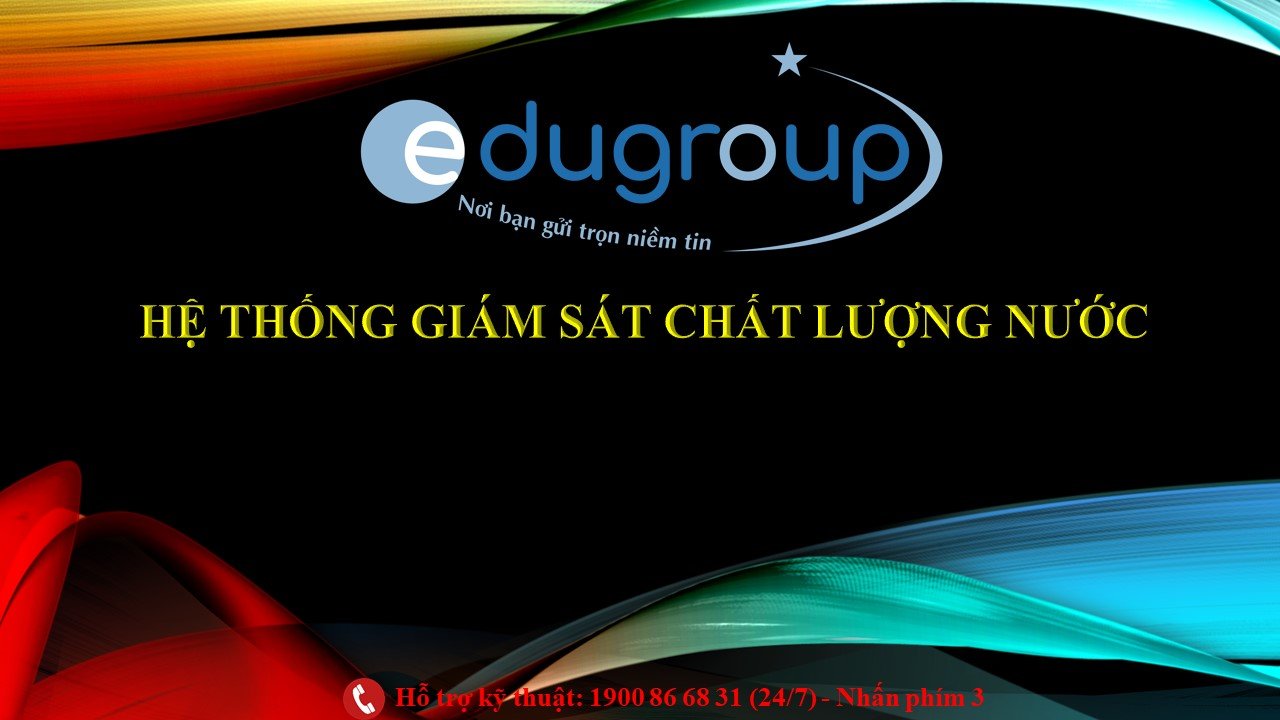 edugroup
Nơi bạn gửi trọn niềm tin
HỆ THỐNG GIÁM SÁT CHẤT LƯỢNG NƯỚC
Hỗ trợ kỹ thuật: 1900 86 68 31 (24/7) - Nhấn phím 3